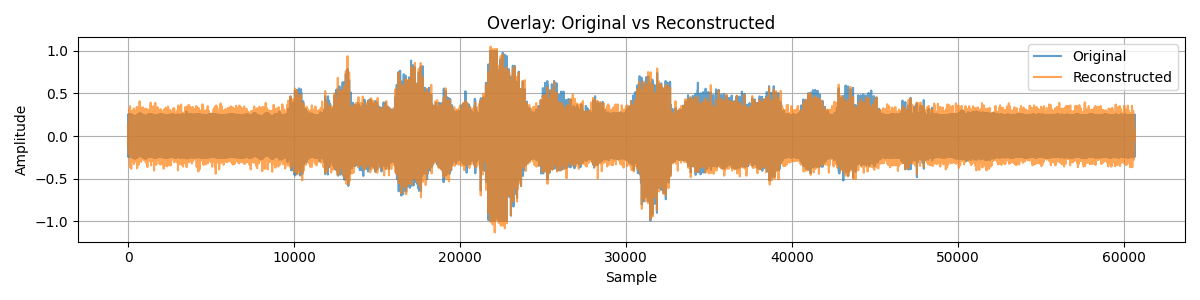 Overlay: Original vs Reconstructed
Original
Reconstructed
Amplitude
1.0
0.5
0.0
−0.5
−1.0
0 10000 20000 30000 40000 50000 60000
Sample